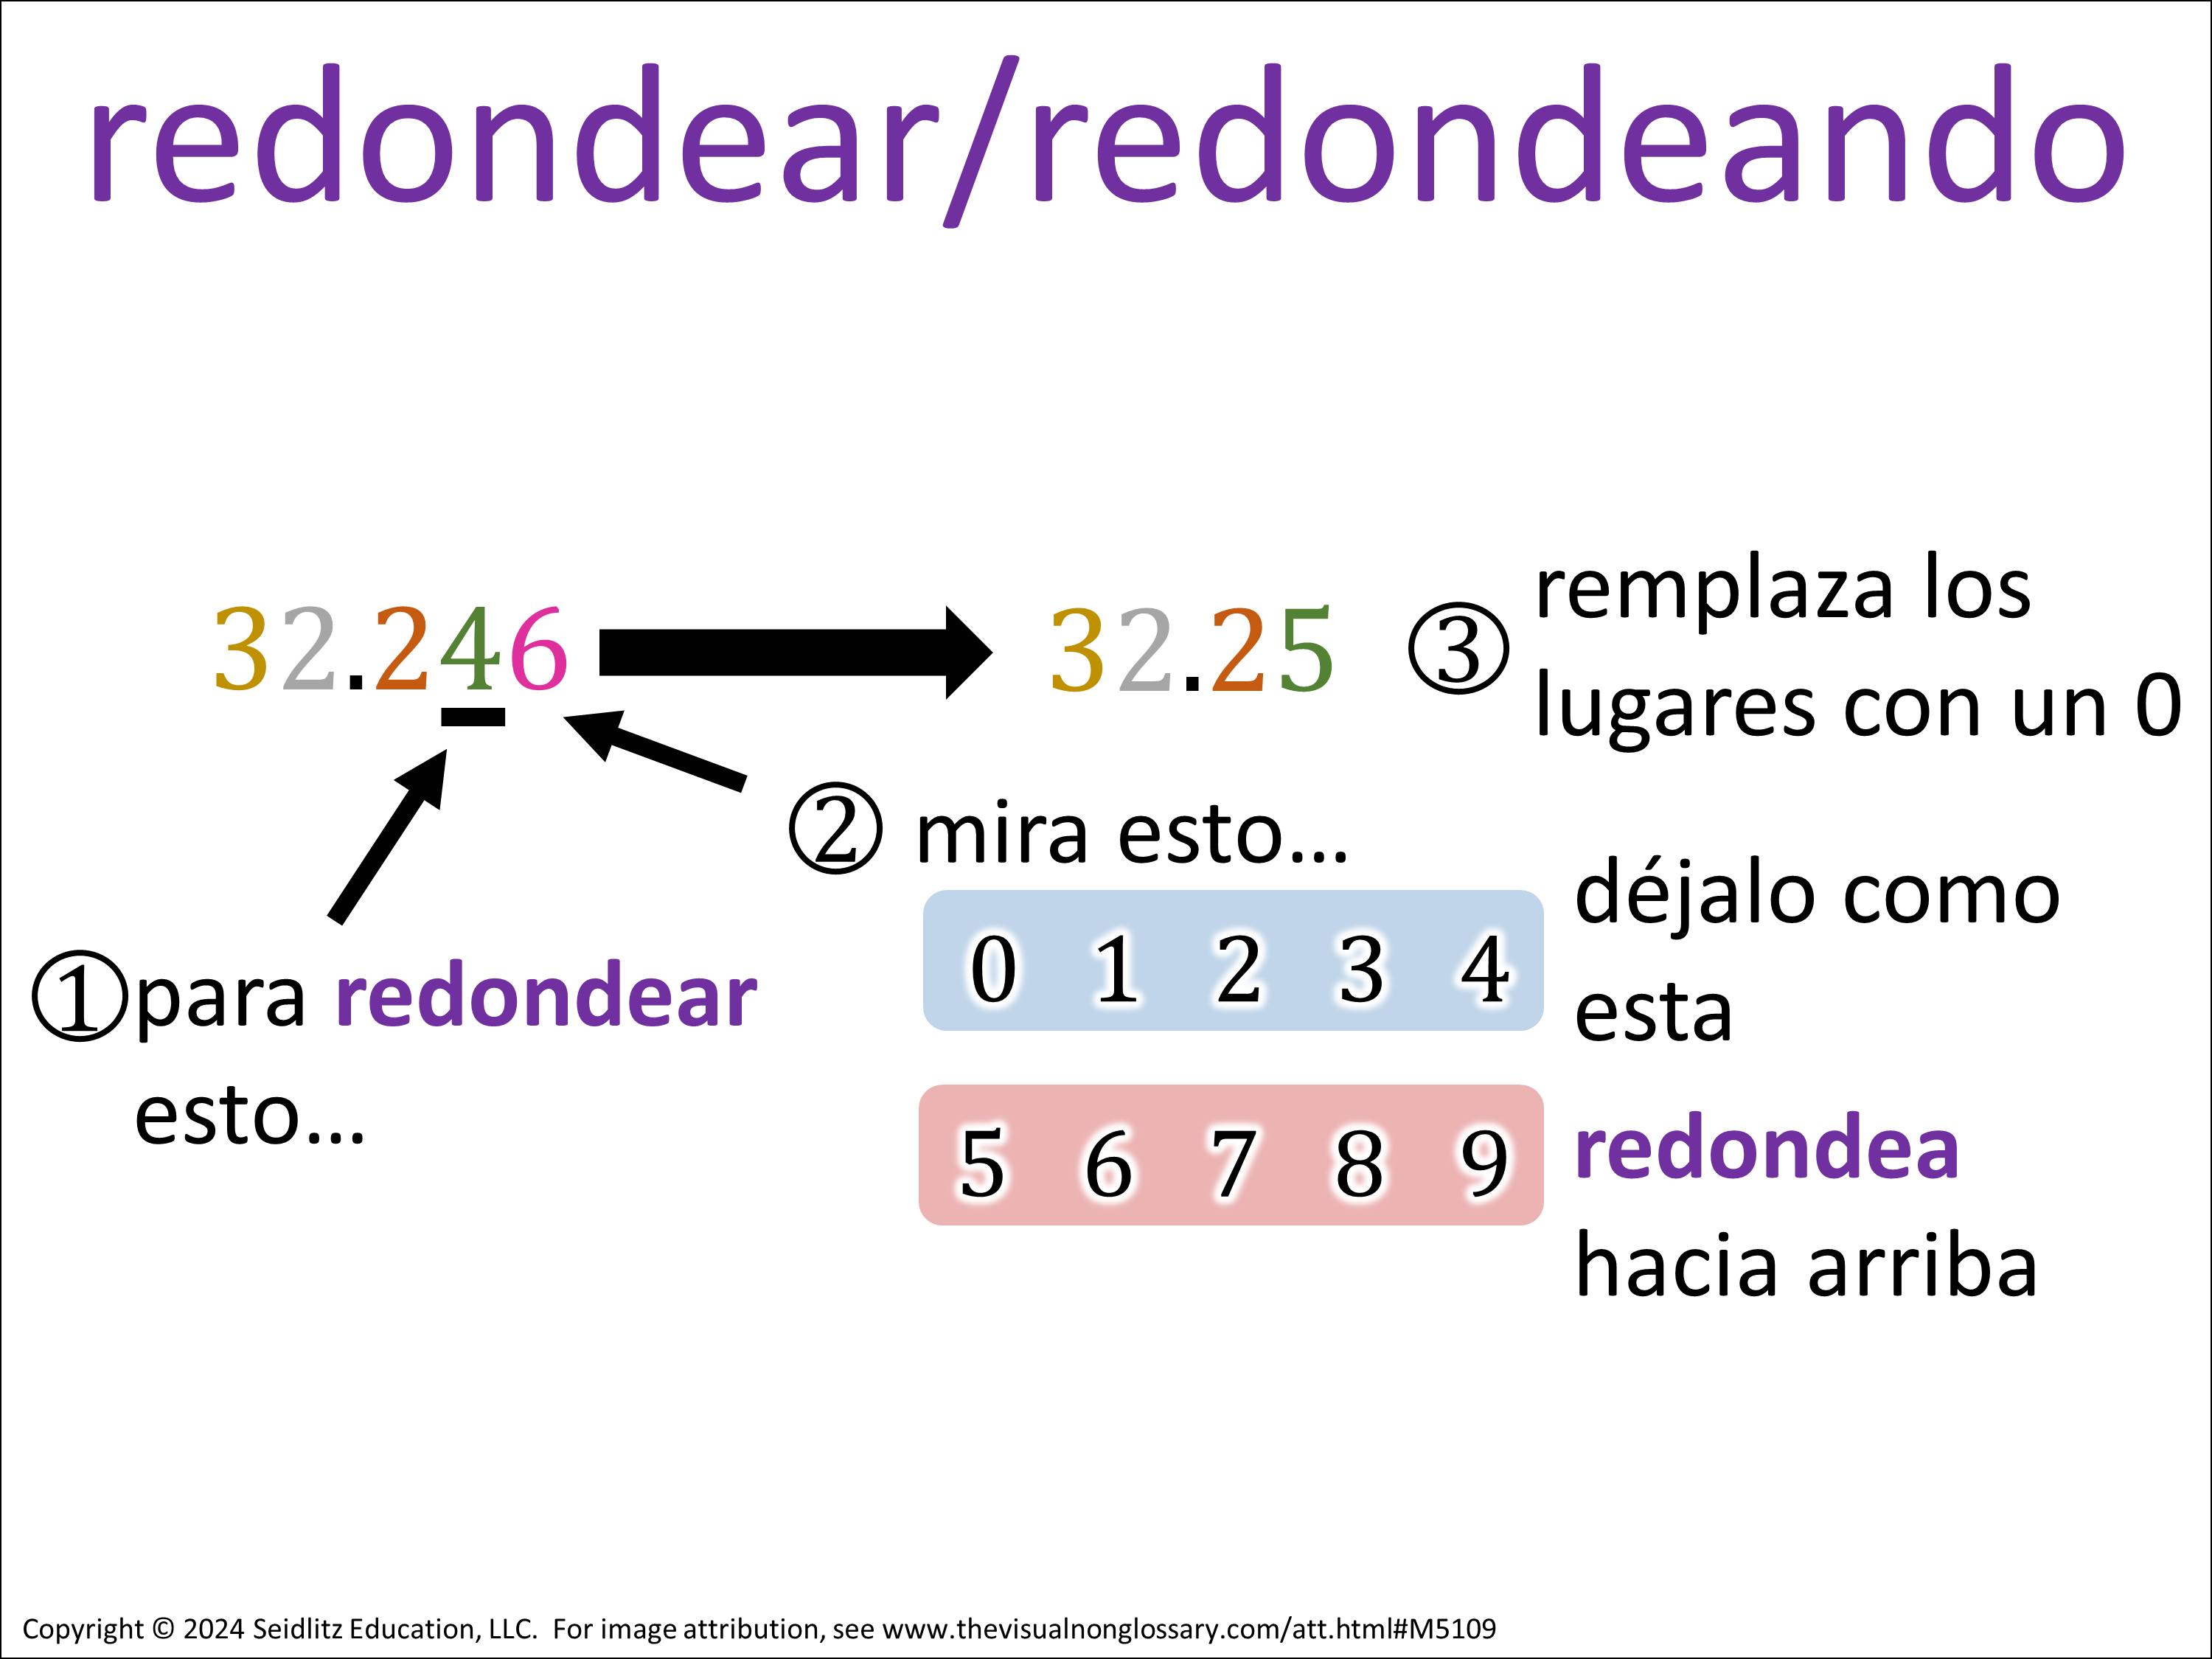 redondear/redondeando
32.246
32.25
③ remplaza los
lugares con un 0
② mira esto...
0 1 2 3 4
déjalo como
esta
① para redondear
esto...
5 6 7 8 9
redondea
hacia arriba
Copyright © 2024 Seidlitz Education, LLC. For image attribution, see www.thevisualnonglossary.com/att.html#M5109